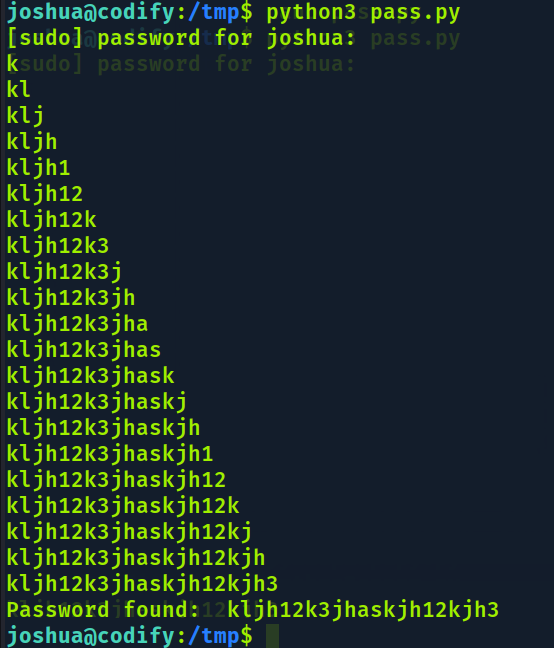 joshua@codify:/tmp$ python3 pass.py
[sudo] password for joshua:
k
kl
klj
kljh
kljh1
kljh12
kljh12k
kljh12k3
kljh12k3j
kljh12k3jh
kljh12k3jha
kljh12k3jhas
kljh12k3jhask
kljh12k3jhaskj
kljh12k3jhaskjh
kljh12k3jhaskjh1
kljh12k3jhaskjh12
kljh12k3jhaskjh12k
kljh12k3jhaskjh12kj
kljh12k3jhaskjh12kjh
kljh12k3jhaskjh12kjh3
Password found: kljh12k3jhaskjh12kjh3
joshua@codify:/tmp$